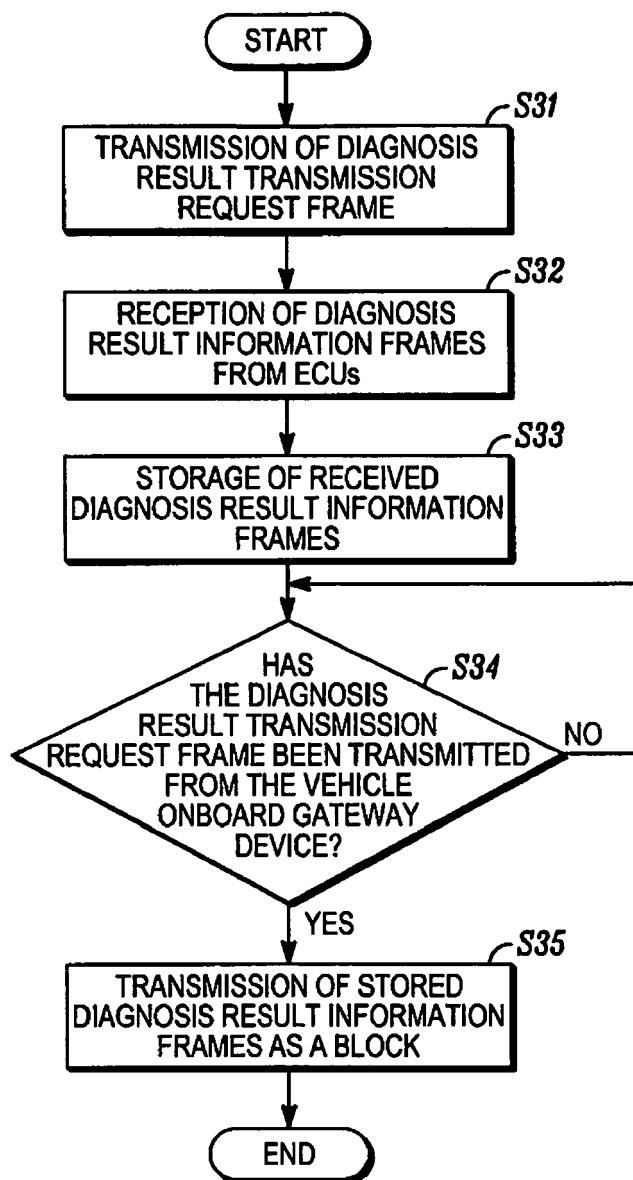 START
S31
TRANSMISSION OF DIAGNOSIS
RESULT TRANSMISSION
REQUEST FRAME
S32
RECEPTION OF DIAGNOSIS
RESULT INFORMATION FRAMES
FROM ECUs
S33
STORAGE OF RECEIVED
DIAGNOSIS RESULT INFORMATION
FRAMES
S34
HAS
THE DIAGNOSIS
RESULT TRANSMISSION
REQUEST FRAME BEEN TRANSMITTED
FROM THE VEHICLE
ONBOARD GATEWAY
DEVICE?
NO
YES
S35
TRANSMISSION OF STORED
DIAGNOSIS RESULT INFORMATION
FRAMES AS A BLOCK
END